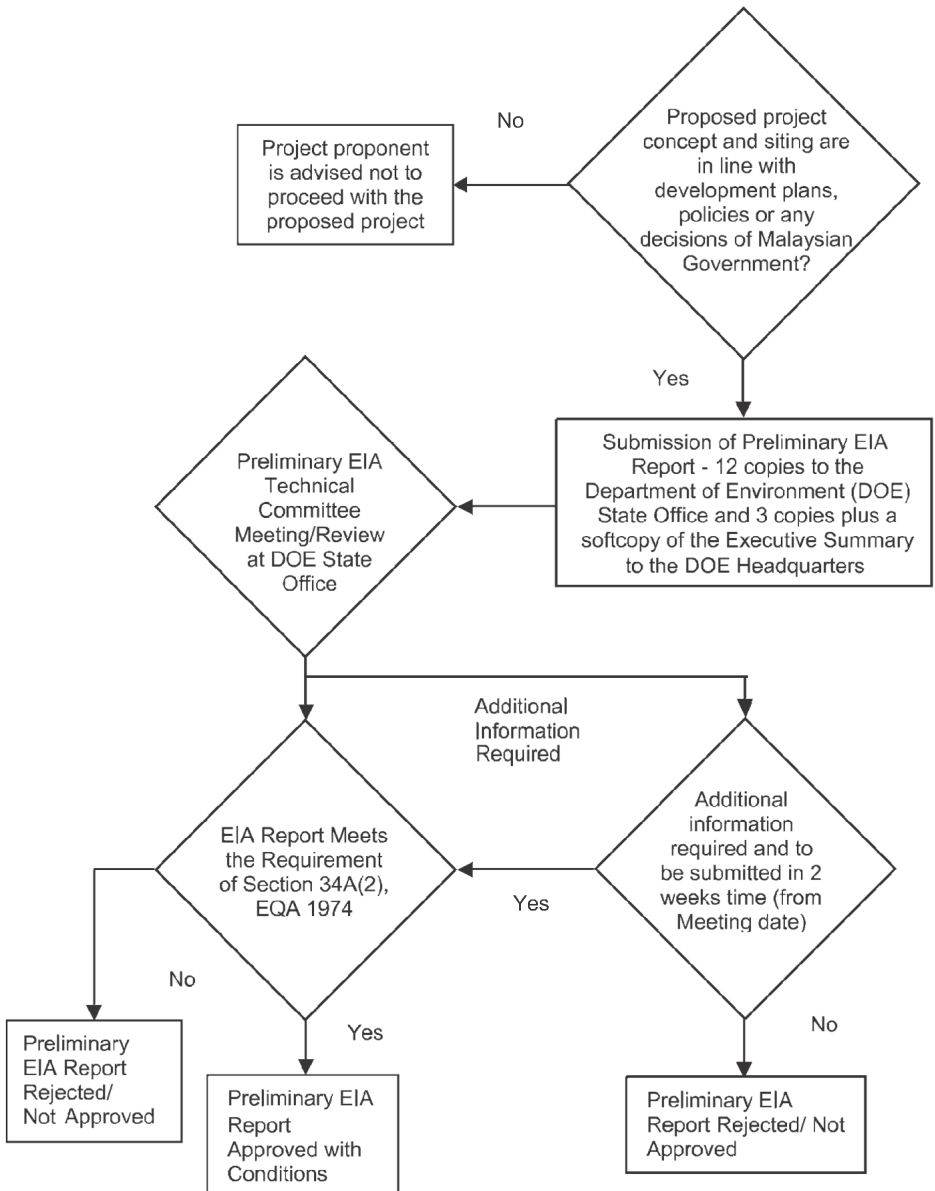 Proposed project
concept and siting are
in line with
development plans,
policies or any
decisions of Malaysian
Government?
No
Project proponent
is advised not to
proceed with the
proposed project
Yes
Submission of Preliminary EIA
Report - 12 copies to the
Department of Environment (DOE)
State Office and 3 copies plus a
softcopy of the Executive Summary
to the DOE Headquarters
Preliminary EIA
Technical
Committee
Meeting/Review
at DOE State
Office
Additional
Information
Required
Additional
information
required and to
be submitted in 2
weeks time (from
Meeting date)
Yes
EIA Report Meets
the Requirement
of Section 34A(2),
EQA 1974
No
Preliminary
EIA Report
Rejected/
Not Approved
Yes
Preliminary EIA
Report
Approved with
Conditions
No
Preliminary EIA
Report Rejected/ Not
Approved